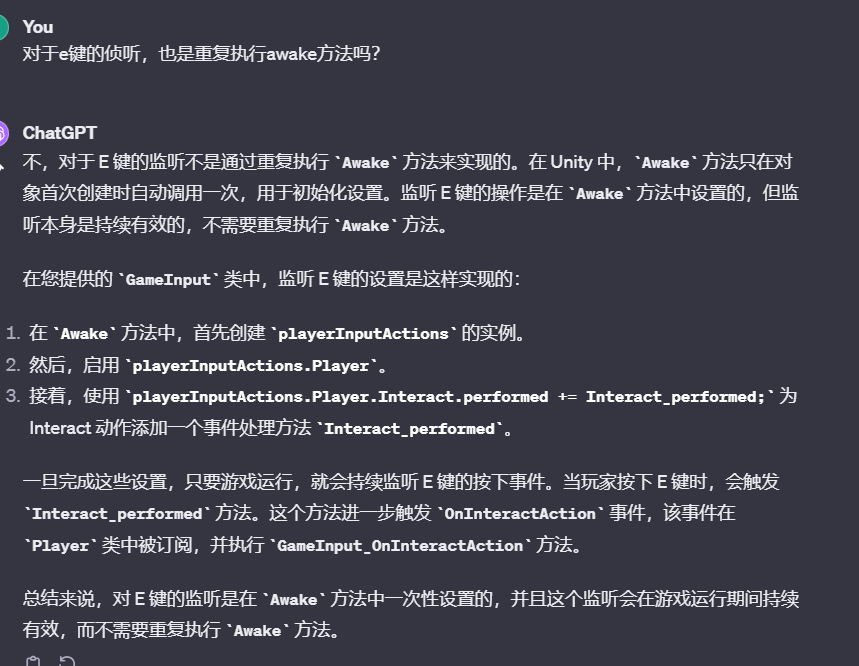 You
对于e键的侦听，也是重复执行awake方法吗?
ChatGPT
不，对于 E 键的监听不是通过重复执行 `Awake` 方法来实现的。在 Unity 中，`Awake` 方法只在对
象首次创建时自动调用一次，用于初始化设置。监听 E 键的操作是在 `Awake` 方法中设置的，但监
听本身是持续有效的，不需要重复执行 `Awake` 方法。
在您提供的 `GameInput` 类中，监听 E 键的设置是这样实现的：
1. 在 `Awake` 方法中，首先创建 `playerInputActions` 的实例。
2. 然后，启用 `playerInputActions.Player`。
3. 接着，使用 `playerInputActions.Player.Interact.performed += Interact_performed;` 为
Interact 动作添加一个事件处理方法 `Interact_performed`。
一旦完成这些设置，只要游戏运行，就会持续监听 E 键的按下事件。当玩家按下 E 键时，会触发
`Interact_performed` 方法。这个方法进一步触发 `OnInteractAction` 事件，该事件在
`Player` 类中被订阅，并执行 `GameInput_OnInteractAction` 方法。
总结来说，对 E 键的监听是在 `Awake` 方法中一次性设置的，并且这个监听会在游戏运行期间持续
有效，而不需要重复执行 `Awake` 方法。